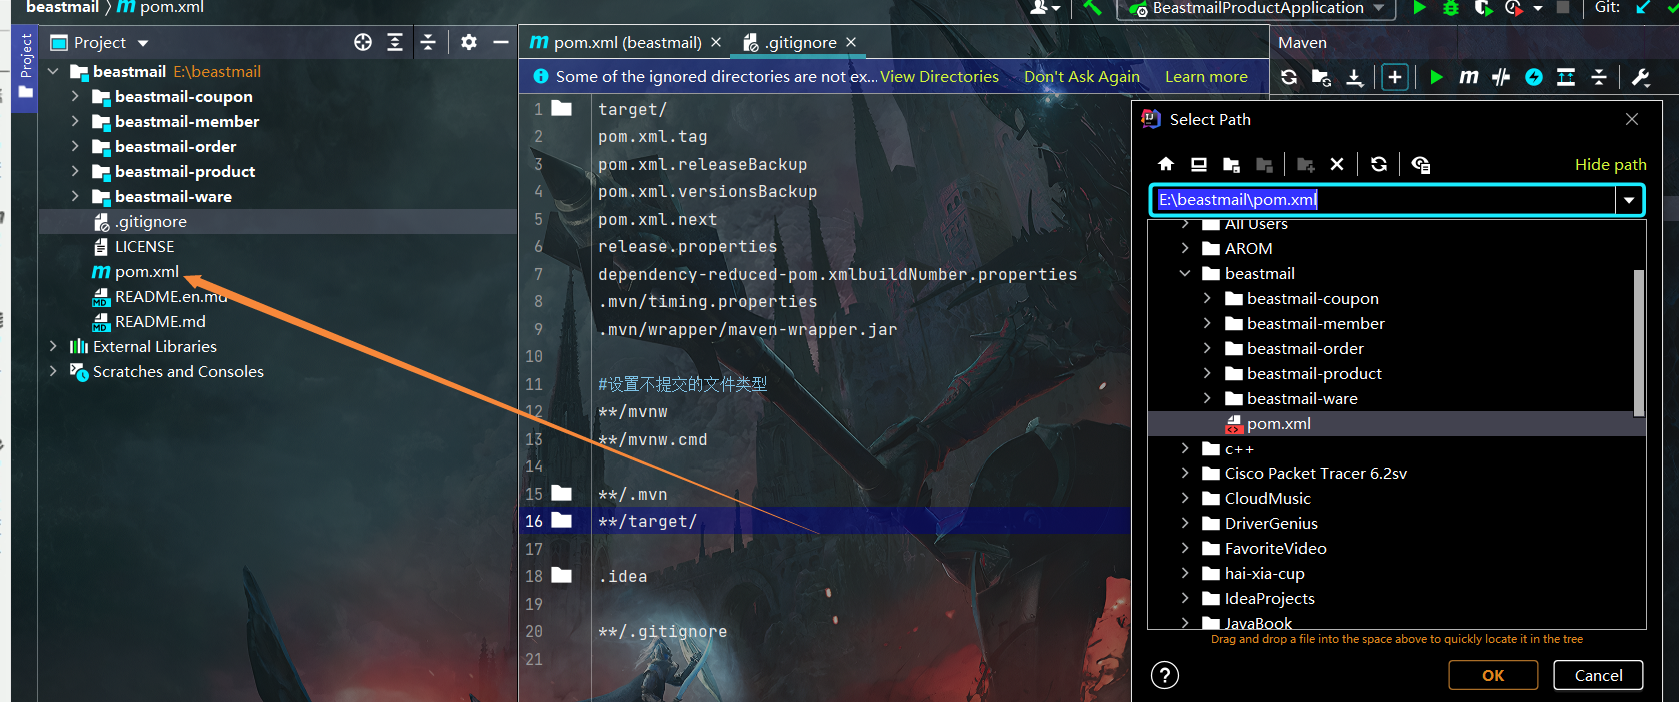 beastmail 〉 m pom.xml
BeastmailProductApplication
Git:
Project
Project
beastmail E:\beastmail
beastmail-coupon
beastmail-member
beastmail-order
beastmail-product
beastmail-ware
.gitignore
LICENSE
m pom.xml
MD README.en.md
MD README.md
External Libraries
Scratches and Consoles
m pom.xml (beastmail)
.gitignore
Some of the ignored directories are not ex... View Directories Don't Ask Again Learn more
1 target/
2 pom.xml.tag
3 pom.xml.releaseBackup
4 pom.xml.versionsBackup
5 pom.xml.next
6 release.properties
7 dependency-reduced-pom.xmlbuildNumber.properties
8 .mvn/timing.properties
9 .mvn/wrapper/maven-wrapper.jar
10
11 #设置不提交的文件类型
12 **/mvnw
13 **/mvnw.cmd
14
15 **/.mvn
16 **/target/
17
18 .idea
19
20 **/.gitignore
21
Maven
m
Select Path
Hide path
E:\beastmail\pom.xml
All Users
AROM
beastmail
beastmail-coupon
beastmail-member
beastmail-order
beastmail-product
beastmail-ware
pom.xml
c++
Cisco Packet Tracer 6.2sv
CloudMusic
DriverGenius
FavoriteVideo
hai-xia-cup
IdeaProjects
JavaBook
Drag and drop a file into the space above to quickly locate it in the tree
?
OK
Cancel